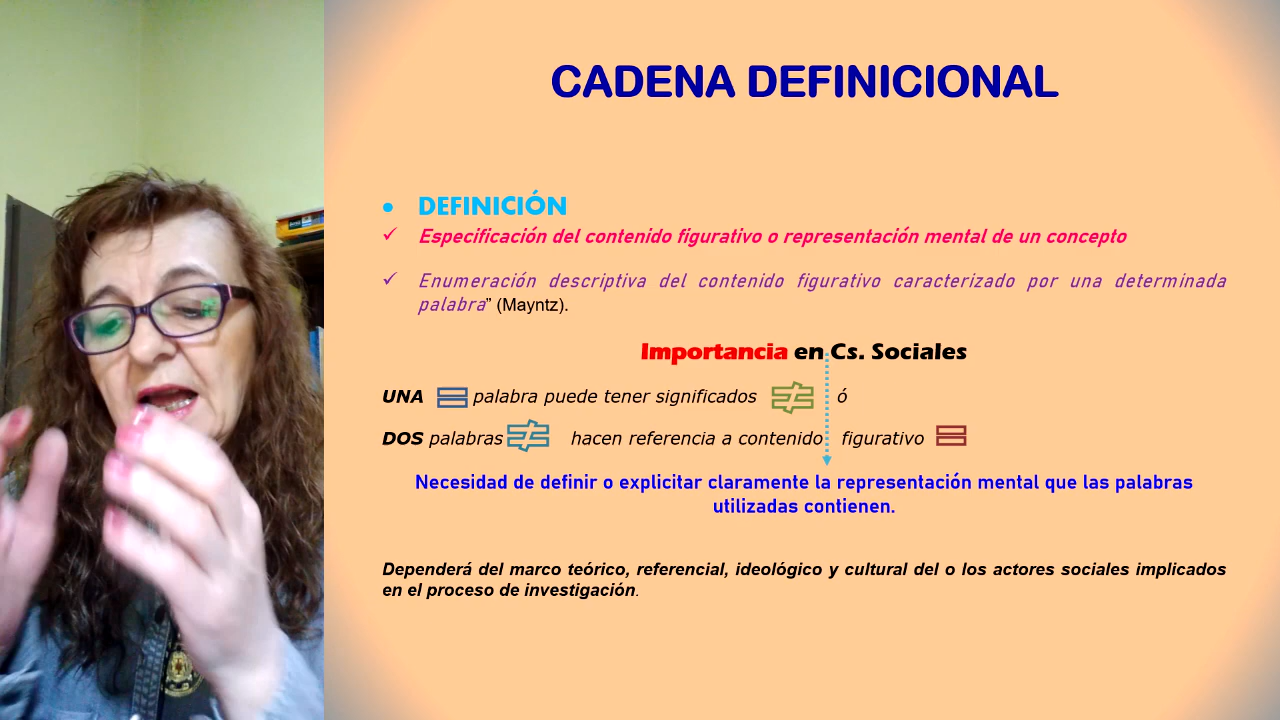 CADENA DEFINICIONAL
• DEFINICIÓN
✓ Especificación del contenido figurativo o representación mental de un concepto
✓ Enumeración descriptiva del contenido figurativo caracterizado por una determinada
palabra” (Mayntz).
Importancia en Cs. Sociales
UNA = palabra puede tener significados ≠ ó
DOS palabras ≠ hacen referencia a contenido figurativo =
Necesidad de definir o explicitar claramente la representación mental que las palabras
utilizadas contienen.
Dependerá del marco teórico, referencial, ideológico y cultural del o los actores sociales implicados
en el proceso de investigación.